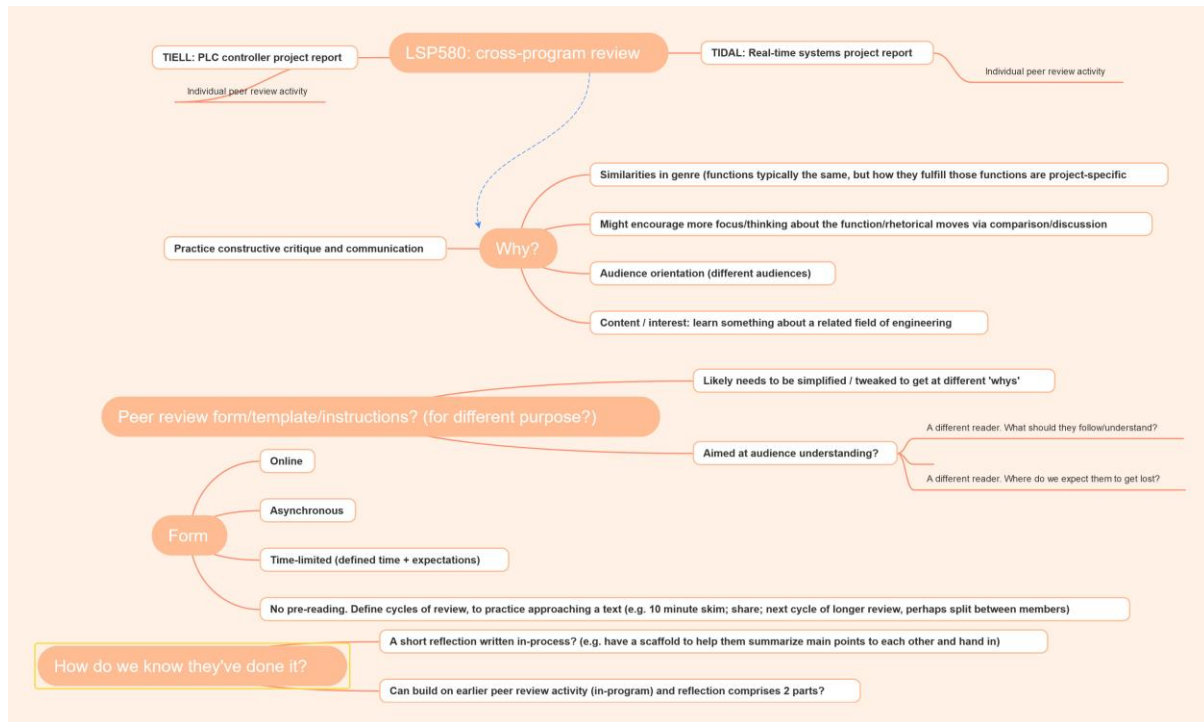 LSP580: cross-program review
TIELL: PLC controller project report
Individual peer review activity
TIDAL: Real-time systems project report
Individual peer review activity
Why?
Practice constructive critique and communication
Similarities in genre (functions typically the same, but how they fulfill those functions are project-specific
Might encourage more focus/thinking about the function/rhetorical moves via comparison/discussion
Audience orientation (different audiences)
Content / interest: learn something about a related field of engineering
Peer review form/template/instructions? (for different purpose?)
Likely needs to be simplified / tweaked to get at different 'whys'
Aimed at audience understanding?
A different reader. What should they follow/understand?
A different reader. Where do we expect them to get lost?
Form
Online
Asynchronous
Time-limited (defined time + expectations)
No pre-reading. Define cycles of review, to practice approaching a text (e.g. 10 minute skim; share; next cycle of longer review, perhaps split between members)
How do we know they've done it?
A short reflection written in-process? (e.g. have a scaffold to help them summarize main points to each other and hand in)
Can build on earlier peer review activity (in-program) and reflection comprises 2 parts?